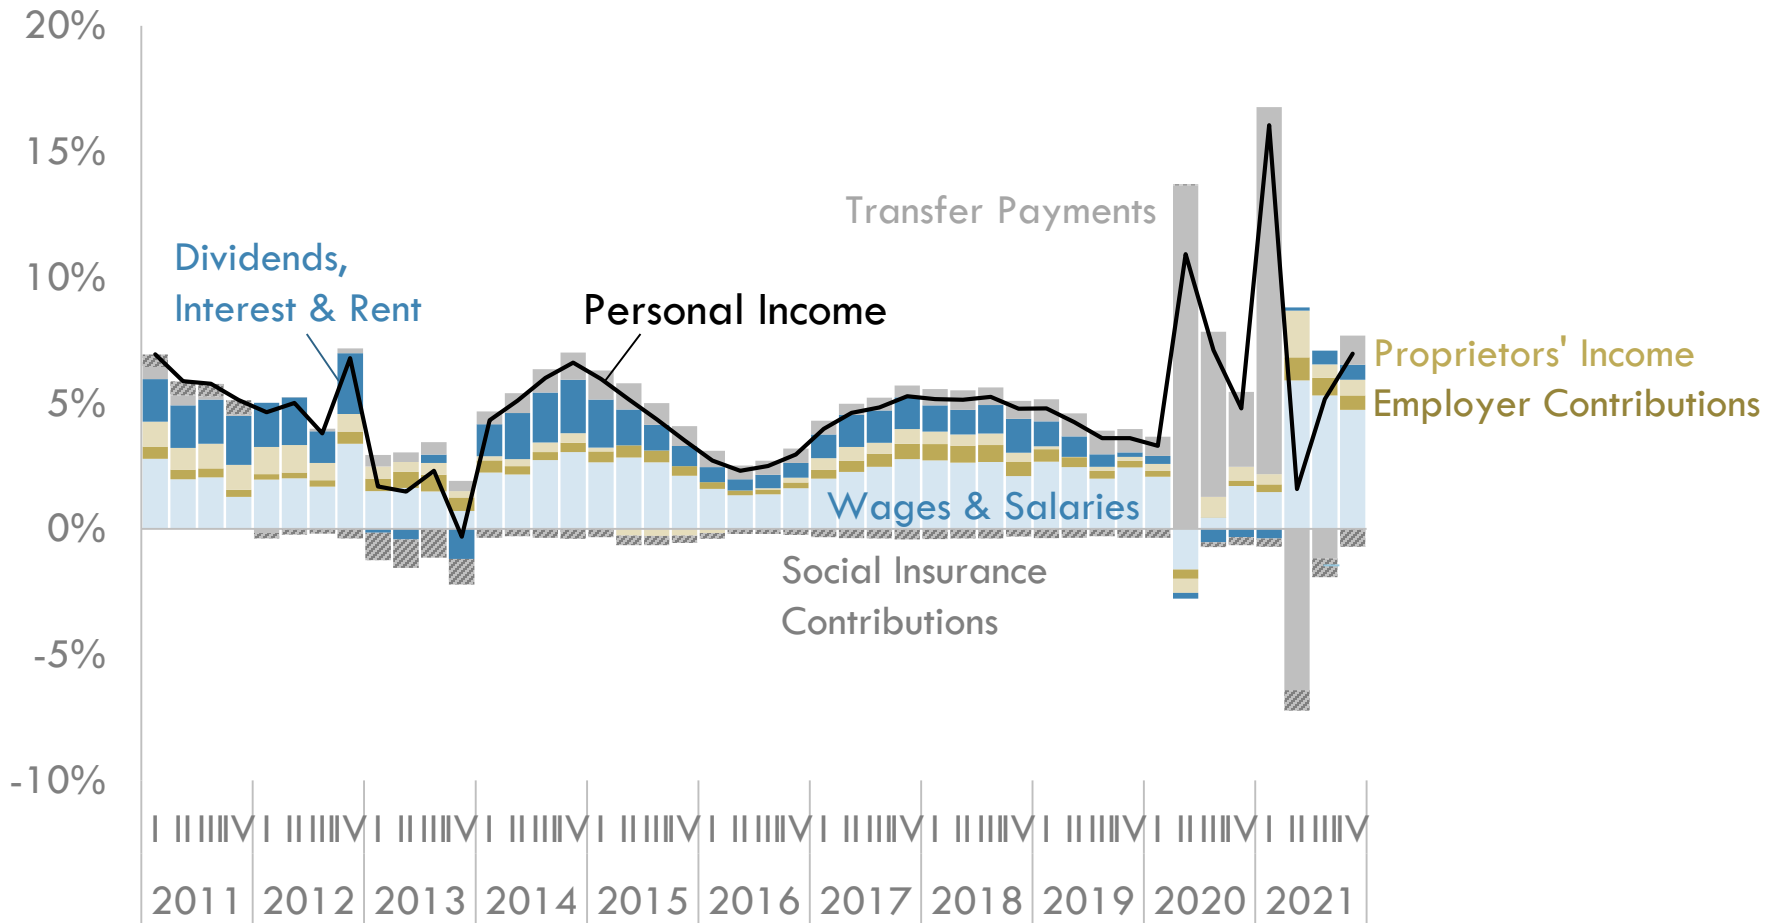 20%
15%
10%
5%
0%
-5%
-10%
Transfer Payments
Dividends,
Interest & Rent
Personal Income
Proprietors' Income
Employer Contributions
Wages & Salaries
Social Insurance
Contributions
I II III IV I II III IV I II III IV I II III IV I II III IV I II III IV I II III IV I II III IV I II III IV I II III IV I II III IV
2011 2012 2013 2014 2015 2016 2017 2018 2019 2020 2021